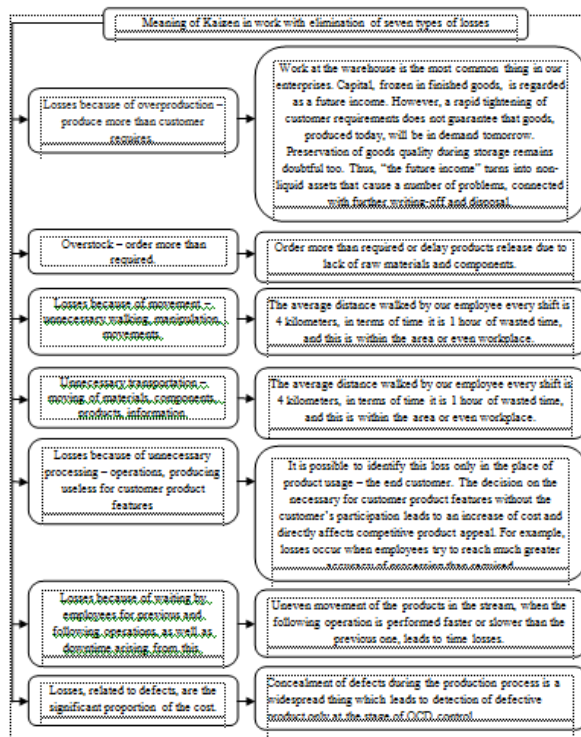 Meaning of Kaizen in work with elimination of seven types of losses
Losses because of overproduction –
produce more than customer
requires.
Work at the warehouse is the most common thing in our
enterprises. Capital, frozen in finished goods, is regarded
as a future income. However, a rapid tightening of
customer requirements does not guarantee that goods,
produced today, will be in demand tomorrow.
Preservation of goods quality during storage remains
doubtful too. Thus, “the future income” turns into non-
liquid assets that cause a number of problems, connected
with further writing-off and disposal.
Overstock – order more than
required.
Order more than required or delay products release due to
lack of raw materials and components.
Losses because of movement –
unnecessary walking, manipulation,
movements.
The average distance walked by our employee every shift is
4 kilometers, in terms of time it is 1 hour of wasted time,
and this is within the area or even workplace.
Unnecessary transportation –
moving of materials, components,
products, information.
The average distance walked by our employee every shift is
4 kilometers, in terms of time it is 1 hour of wasted time,
and this is within the area or even workplace.
Losses because of unnecessary
processing – operations, producing
useless for customer product
features
It is possible to identify this loss only in the place of
product usage – the end customer. The decision on the
necessary for customer product features without the
customer’s participation leads to an increase of cost and
directly affects competitive product appeal. For example,
losses occur when employees try to reach much greater
accuracy of processing than required.
Losses because of waiting by
employees for previous and
following operations, as well as
downtime arising from this.
Uneven movement of the products in the stream, when the
following operation is performed faster or slower than the
previous one, leads to time losses.
Losses, related to defects, are the
significant proportion of the cost.
Concealment of defects during the production process is a
widespread thing which leads to detection of defective
product only at the stage of QCD control.